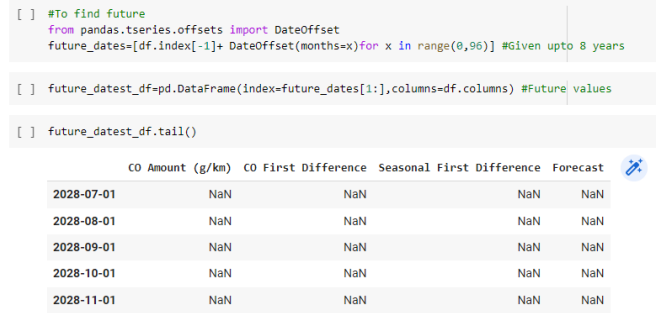 [ ] #To find future
from pandas.tseries.offsets import DateOffset
future_dates=[df.index[-1]+ DateOffset(months=x)for x in range(0,96)] #Given upto 8 years
[ ] future_datest_df=pd.DataFrame(index=future_dates[1:],columns=df.columns) #Future values
[ ] future_datest_df.tail()
CO Amount (g/km) CO First Difference Seasonal First Difference Forecast
2028-07-01 NaN NaN NaN NaN
2028-08-01 NaN NaN NaN NaN
2028-09-01 NaN NaN NaN NaN
2028-10-01 NaN NaN NaN NaN
2028-11-01 NaN NaN NaN NaN